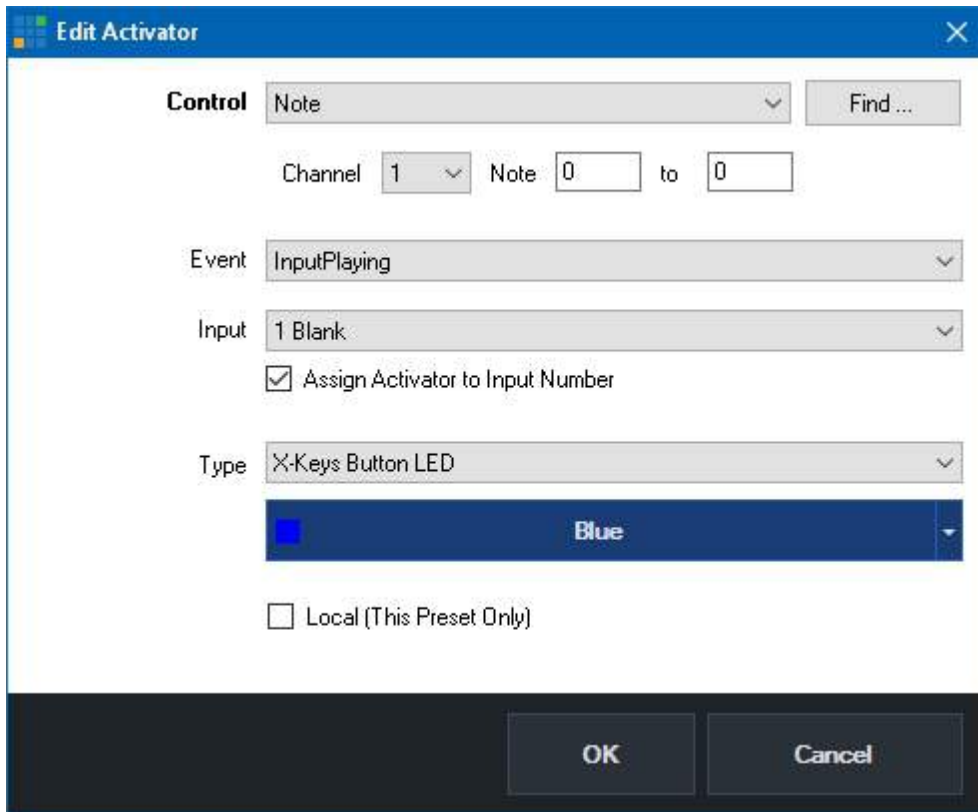 Edit Activator
Control Note Find ...
Channel 1 Note 0 to 0
Event InputPlaying
Input 1 Blank
Assign Activator to Input Number
Type X-Keys Button LED
Blue
Local (This Preset Only)
OK Cancel